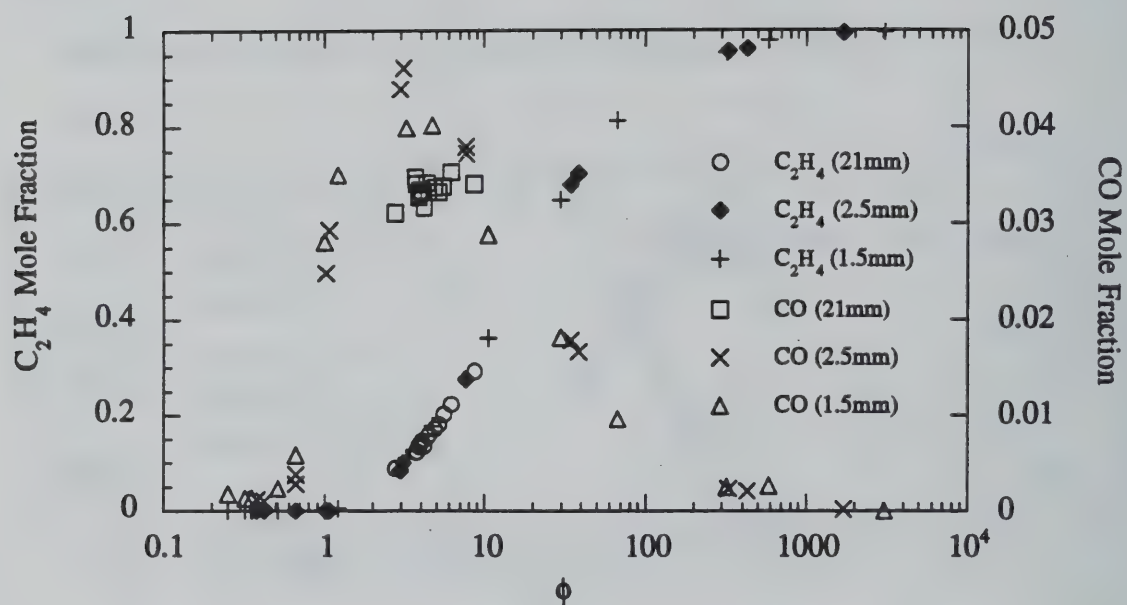 1
0.8
0.6
0.4
0.2
0
C₂H₄ Mole Fraction
0.05
0.04
0.03
0.02
0.01
0
CO Mole Fraction
C₂H₄ (21mm)
C₂H₄ (2.5mm)
C₂H₄ (1.5mm)
CO (21mm)
CO (2.5mm)
CO (1.5mm)
0.1 1 10 100 1000 10⁴
ϕ